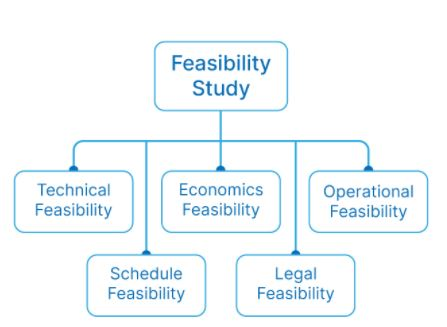 Feasibility
Study
Technical
Feasibility
Economics
Feasibility
Operational
Feasibility
Schedule
Feasibility
Legal
Feasibility